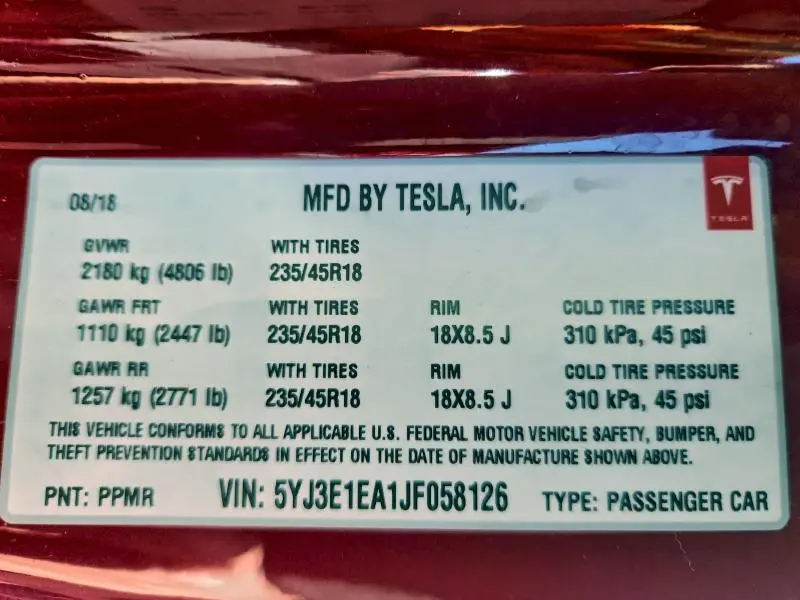 08/18 MFD BY TESLA, INC.
TESLA
GVWR WITH TIRES
2180 kg (4806 lb) 235/45R18
GAWR FRT WITH TIRES RIM COLD TIRE PRESSURE
1110 kg (2447 lb) 235/45R18 18X8.5 J 310 kPa, 45 psi
GAWR RR WITH TIRES RIM COLD TIRE PRESSURE
1257 kg (2771 lb) 235/45R18 18X8.5 J 310 kPa, 45 psi
THIS VEHICLE CONFORMS TO ALL APPLICABLE U.S. FEDERAL MOTOR VEHICLE SAFETY, BUMPER, AND
THEFT PREVENTION STANDARDS IN EFFECT ON THE DATE OF MANUFACTURE SHOWN ABOVE.
PNT: PPMR VIN: 5YJ3E1EA1JF058126 TYPE: PASSENGER CAR